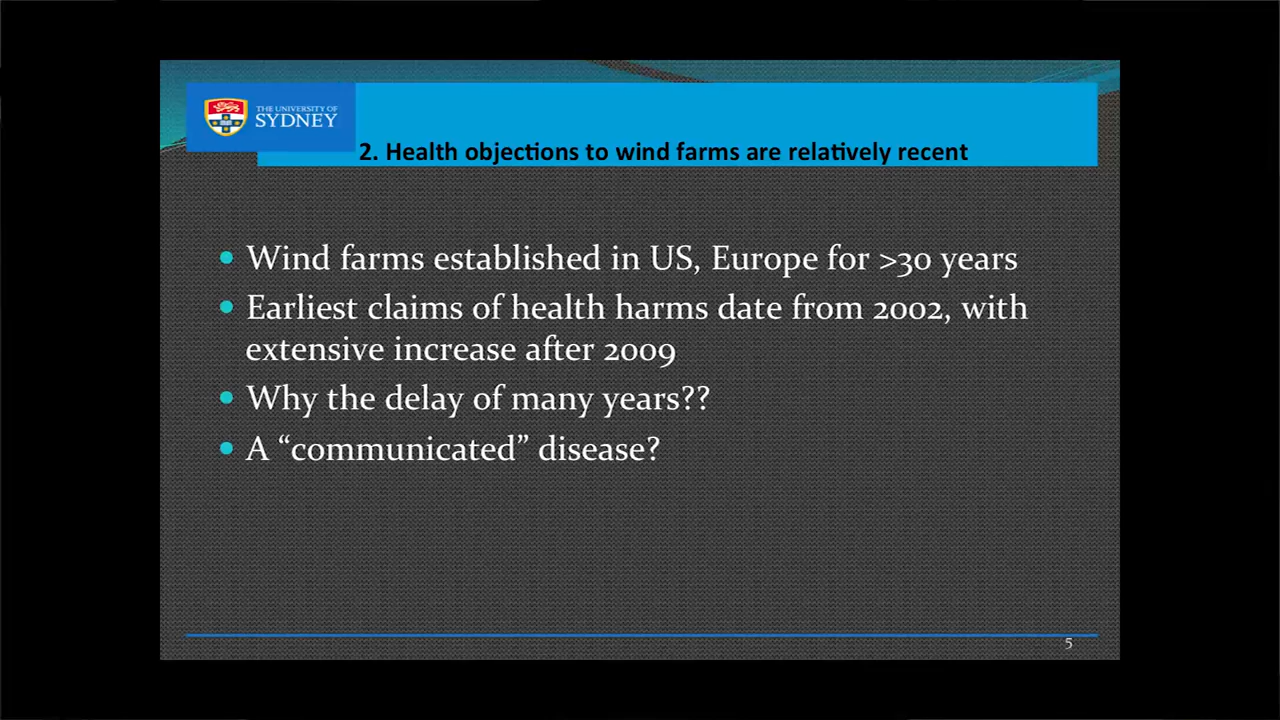 THE UNIVERSITY OF
SYDNEY
2. Health objections to wind farms are relatively recent
• Wind farms established in US, Europe for >30 years
• Earliest claims of health harms date from 2002, with
extensive increase after 2009
• Why the delay of many years??
• A “communicated” disease?
5